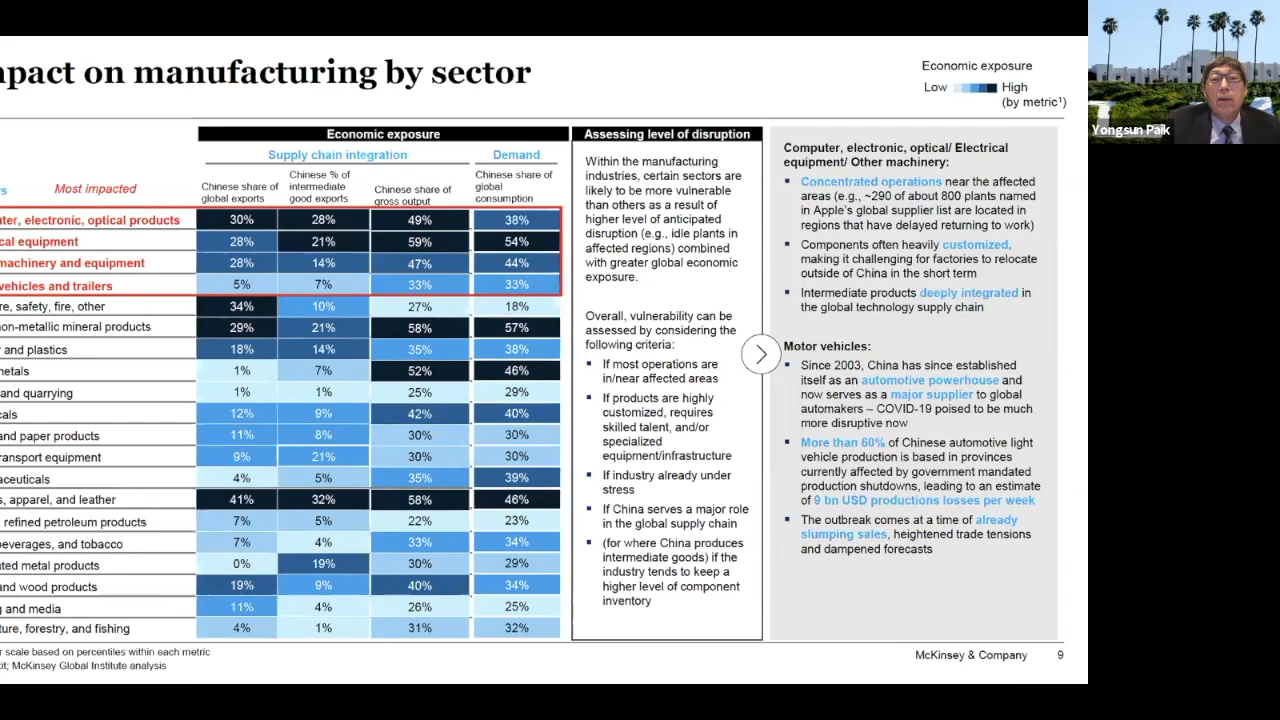 mpact on manufacturing by sector
Economic exposure
Low High
(by metric¹)
Yongsun Paik
Economic exposure
Supply chain integration Demand
Most impacted
Chinese share of global exports
Chinese % of intermediate good exports
Chinese share of gross output
Chinese share of global consumption
ter, electronic, optical products 30% 28% 49% 38%
cal equipment 28% 21% 59% 54%
machinery and equipment 28% 14% 47% 44%
vehicles and trailers 5% 7% 33% 33%
re, safety, fire, other 34% 10% 27% 18%
non-metallic mineral products 29% 21% 58% 57%
r and plastics 18% 14% 35% 38%
metals 1% 7% 52% 46%
and quarrying 1% 1% 25% 29%
cals 12% 9% 42% 40%
and paper products 11% 8% 30% 30%
ransport equipment 9% 21% 30% 30%
aceuticals 4% 5% 35% 39%
s, apparel, and leather 41% 32% 58% 46%
refined petroleum products 7% 5% 22% 23%
beverages, and tobacco 7% 4% 33% 34%
ted metal products 0% 19% 30% 29%
and wood products 19% 9% 40% 34%
g and media 11% 4% 26% 25%
ture, forestry, and fishing 4% 1% 31% 32%
Assessing level of disruption
Within the manufacturing
industries, certain sectors are
likely to be more vulnerable
than others as a result of
higher level of anticipated
disruption (e.g., idle plants in
affected regions) combined
with greater global economic
exposure.
Overall, vulnerability can be
assessed by considering the
following criteria:
▪ If most operations are
in/near affected areas
▪ If products are highly
customized, requires
skilled talent, and/or
specialized
equipment/infrastructure
▪ If industry already under
stress
▪ If China serves a major role
in the global supply chain
▪ (for where China produces
intermediate goods) if the
industry tends to keep a
higher level of component
inventory
Computer, electronic, optical/ Electrical
equipment/ Other machinery:
▪ Concentrated operations near the affected
areas (e.g., ~290 of about 800 plants named
in Apple's global supplier list are located in
regions that have delayed returning to work)
▪ Components often heavily customized,
making it challenging for factories to relocate
outside of China in the short term
▪ Intermediate products deeply integrated in
the global technology supply chain
Motor vehicles:
▪ Since 2003, China has since established
itself as an automotive powerhouse and
now serves as a major supplier to global
automakers – COVID-19 poised to be much
more disruptive now
▪ More than 60% of Chinese automotive light
vehicle production is based in provinces
currently affected by government mandated
production shutdowns, leading to an estimate
of 9 bn USD productions losses per week
▪ The outbreak comes at a time of already
slumping sales, heightened trade tensions
and dampened forecasts
r scale based on percentiles within each metric
McKinsey Global Institute analysis
McKinsey & Company 9